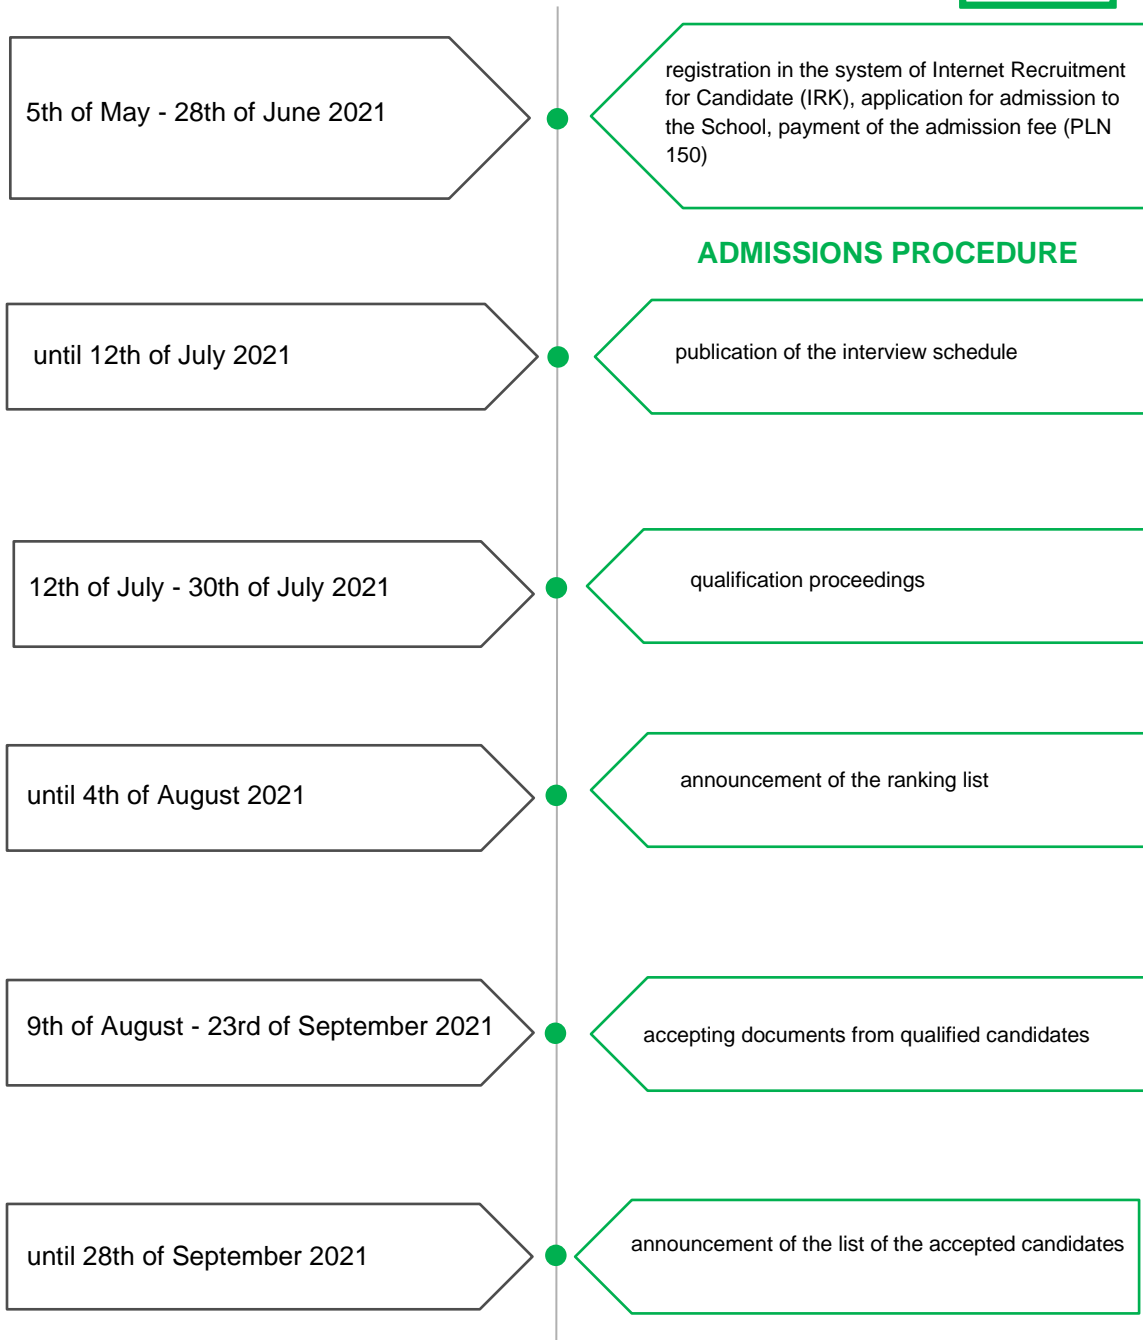 5th of May - 28th of June 2021
registration in the system of Internet Recruitment
for Candidate (IRK), application for admission to
the School, payment of the admission fee (PLN
150)
ADMISSIONS PROCEDURE
until 12th of July 2021
publication of the interview schedule
12th of July - 30th of July 2021
qualification proceedings
until 4th of August 2021
announcement of the ranking list
9th of August - 23rd of September 2021
accepting documents from qualified candidates
until 28th of September 2021
announcement of the list of the accepted candidates